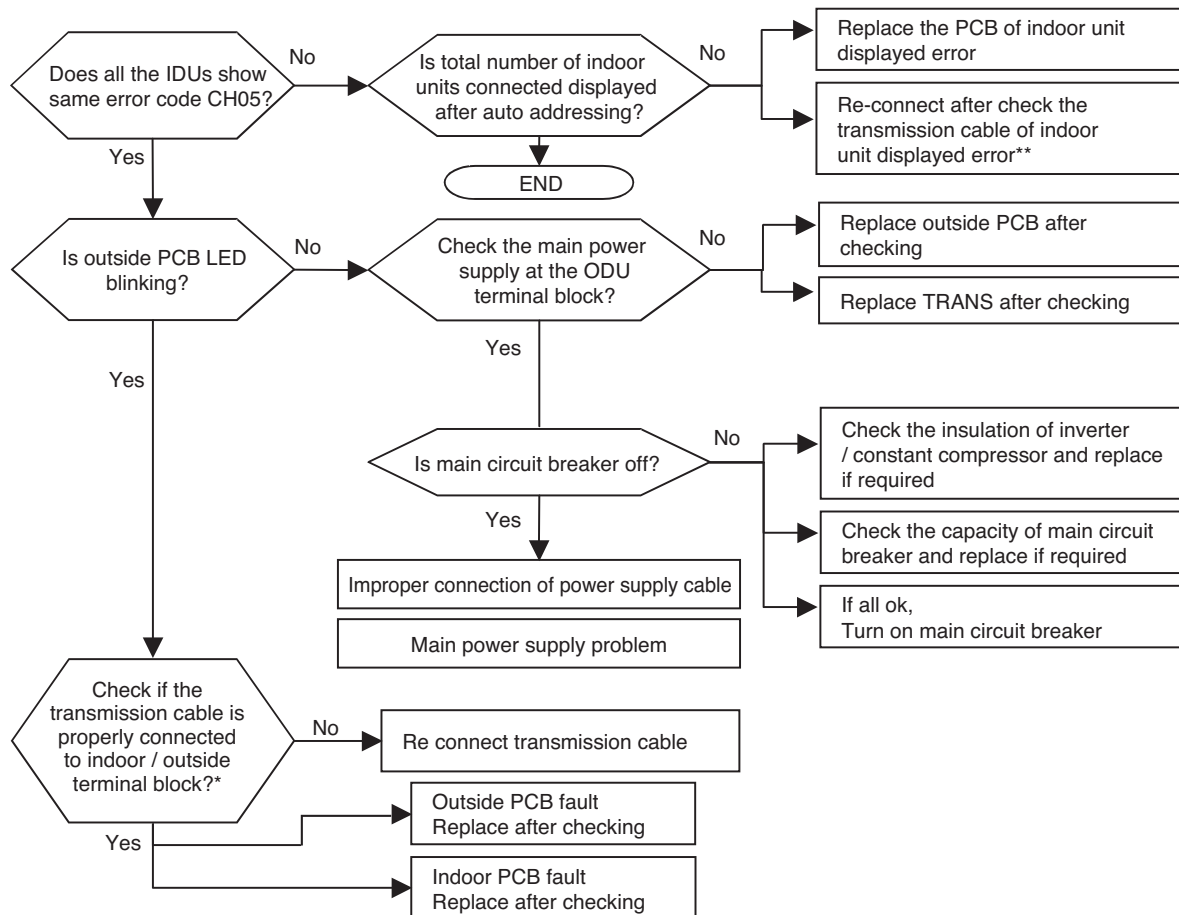 Does all the IDUs show
same error code CH05?
No
Is total number of indoor
units connected displayed
after auto addressing?
No
Replace the PCB of indoor unit
displayed error
Re-connect after check the
transmission cable of indoor
unit displayed error**
Yes
END
Is outside PCB LED
blinking?
No
Check the main power
supply at the ODU
terminal block?
No
Replace outside PCB after
checking
Replace TRANS after checking
Yes
Yes
Is main circuit breaker off?
No
Check the insulation of inverter
/ constant compressor and replace
if required
Check the capacity of main circuit
breaker and replace if required
If all ok,
Turn on main circuit breaker
Yes
Improper connection of power supply cable
Main power supply problem
Check if the
transmission cable is
properly connected
to indoor / outside
terminal block?*
No
Re connect transmission cable
Yes
Outside PCB fault
Replace after checking
Indoor PCB fault
Replace after checking